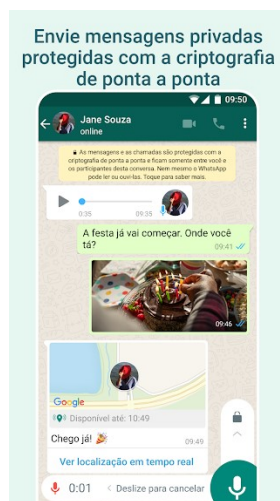 Envie mensagens privadas
protegidas com a criptografia
de ponta a ponta
09:50
Jane Souza
online
As mensagens e as chamadas são protegidas com a
criptografia de ponta a ponta e ficam somente entre você e
os participantes desta conversa. Nem mesmo o WhatsApp
pode ler ou ouvi-las. Toque para saber mais.
0:35
09:35
A festa já vai começar. Onde você
tá?
09:41
09:46
Google
Disponível até: 10:49
Chego já! 🎉
09:49
Ver localização em tempo real
0:01
< Deslize para cancelar